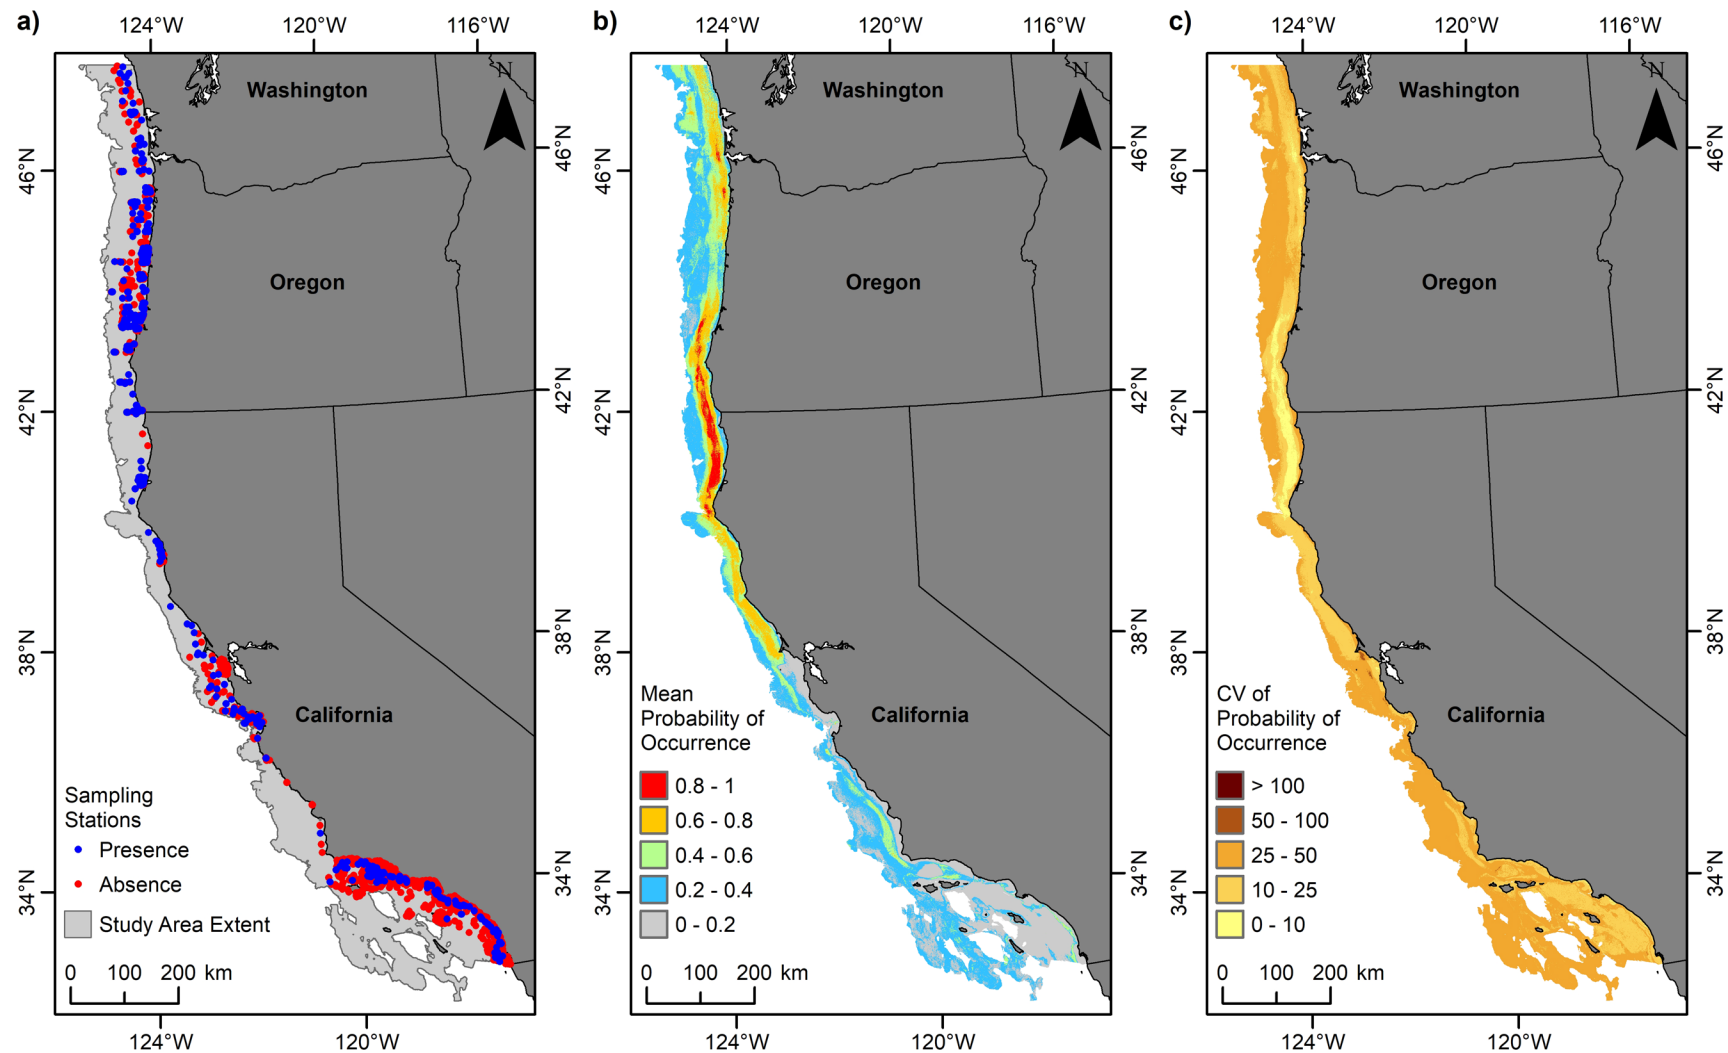 a)
124°W
120°W
116°W
N
Washington
Oregon
California
46°N
42°N
38°N
34°N
46°N
42°N
38°N
34°N
Sampling
Stations
Presence
Absence
Study Area Extent
0 100 200 km
124°W
120°W
b)
124°W
120°W
116°W
N
Washington
Oregon
California
46°N
42°N
38°N
34°N
46°N
42°N
38°N
34°N
Mean
Probability of
Occurrence
0.8 - 1
0.6 - 0.8
0.4 - 0.6
0.2 - 0.4
0 - 0.2
0 100 200 km
124°W
120°W
c)
124°W
120°W
116°W
N
Washington
Oregon
California
46°N
42°N
38°N
34°N
46°N
42°N
38°N
34°N
CV of
Probability of
Occurrence
> 100
50 - 100
25 - 50
10 - 25
0 - 10
0 100 200 km
124°W
120°W